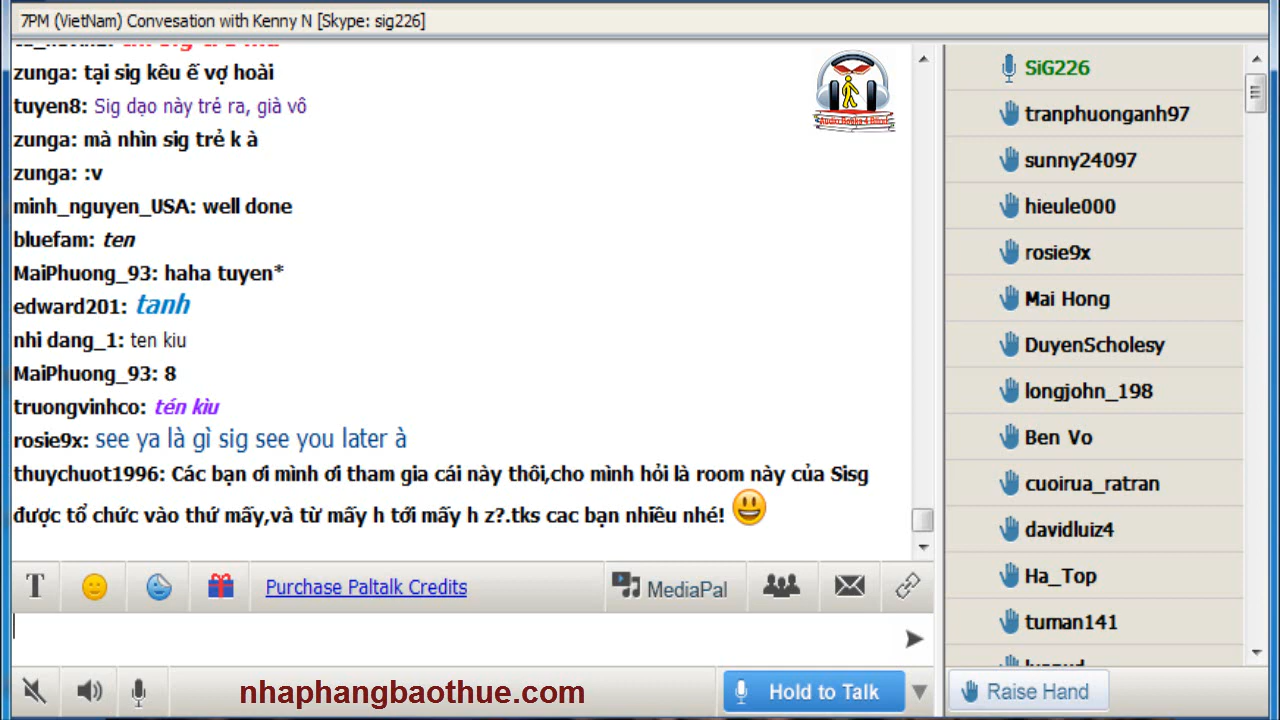 7PM (VietNam) Convesation with Kenny N [Skype: sig226]
zunga: tại sig kêu ế vợ hoài
tuyen8: Sig dạo này trẻ ra, già vô
zunga: mà nhìn sig trẻ k à
zunga: :v
minh_nguyen_USA: well done
bluefam: ten
MaiPhuong_93: haha tuyen*
edward201: tanh
nhi dang_1: ten kiu
MaiPhuong_93: 8
truongvinhco: tén kìu
rosie9x: see ya là gì sig see you later à
thuychuot1996: Các bạn ơi mình ơi tham gia cái này thôi,cho mình hỏi là room này của Sisg
được tổ chức vào thứ mấy,và từ mấy h tới mấy h z?.tks cac bạn nhiều nhé!
Audio Books 4 Blind
SiG226
tranphuonganh97
sunny24097
hieule000
rosie9x
Mai Hong
DuyenScholesy
longjohn_198
Ben Vo
cuoirua_ratran
davidluiz4
Ha_Top
tuman141
T
Purchase Paltalk Credits
MediaPal
nhaphangbaothue.com
Hold to Talk
Raise Hand